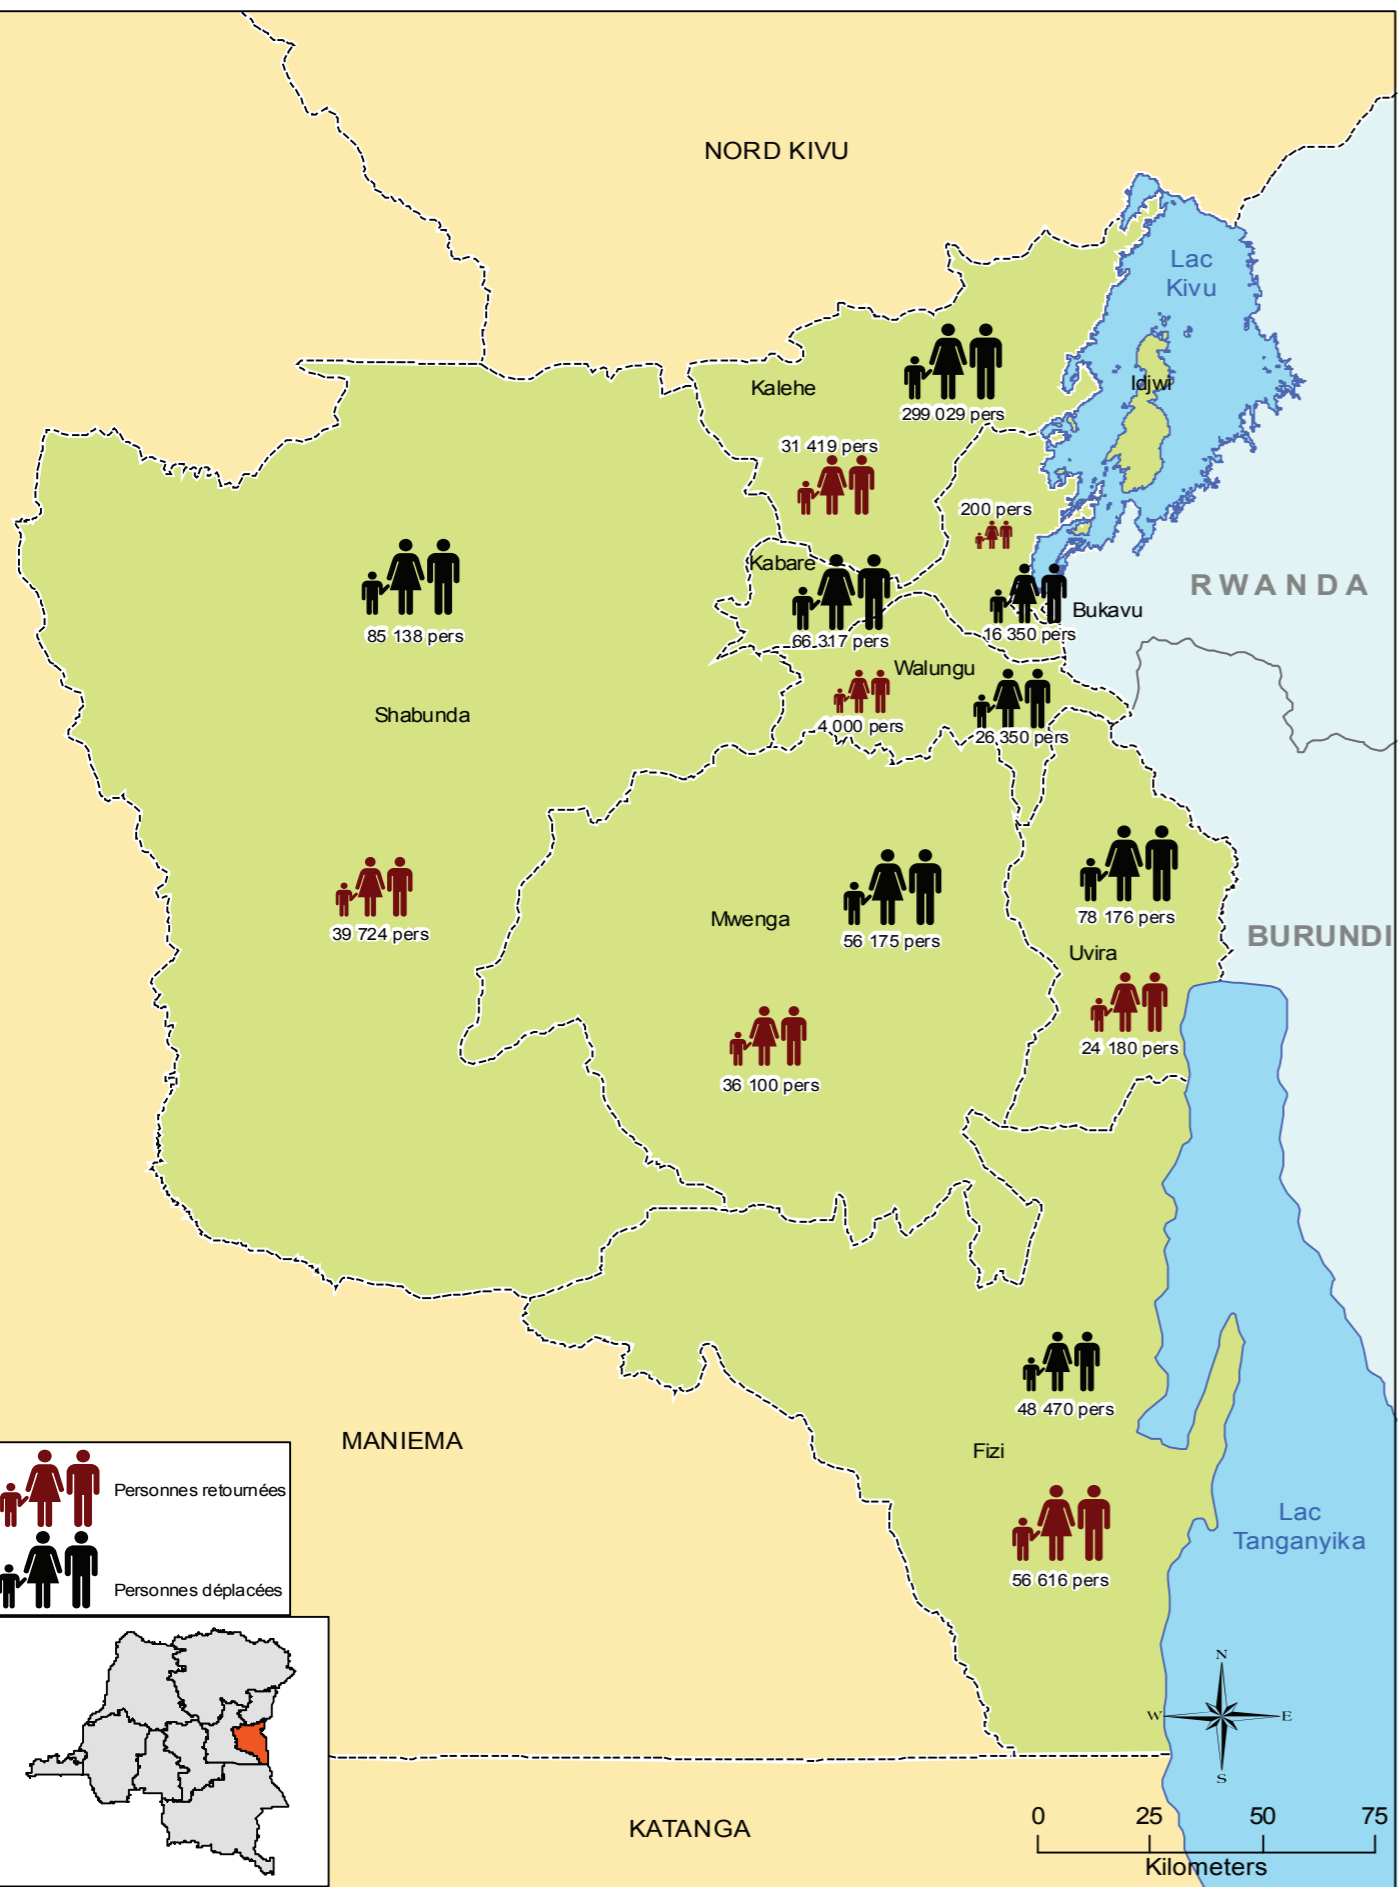 NORD KIVU
Lac
Kivu
Idjwi
Kalehe
299 029 pers
31 419 pers
200 pers
Kabare
66 317 pers
16 350 pers
Bukavu
RWANDA
85 138 pers
Walungu
4 000 pers
26 350 pers
Shabunda
39 724 pers
Mwenga
56 175 pers
36 100 pers
78 176 pers
Uvira
24 180 pers
BURUNDI
48 470 pers
Fizi
56 616 pers
MANIEMA
Lac
Tanganyika
Personnes retournées
Personnes déplacées
KATANGA
N
W E
S
0 25 50 75
Kilometers